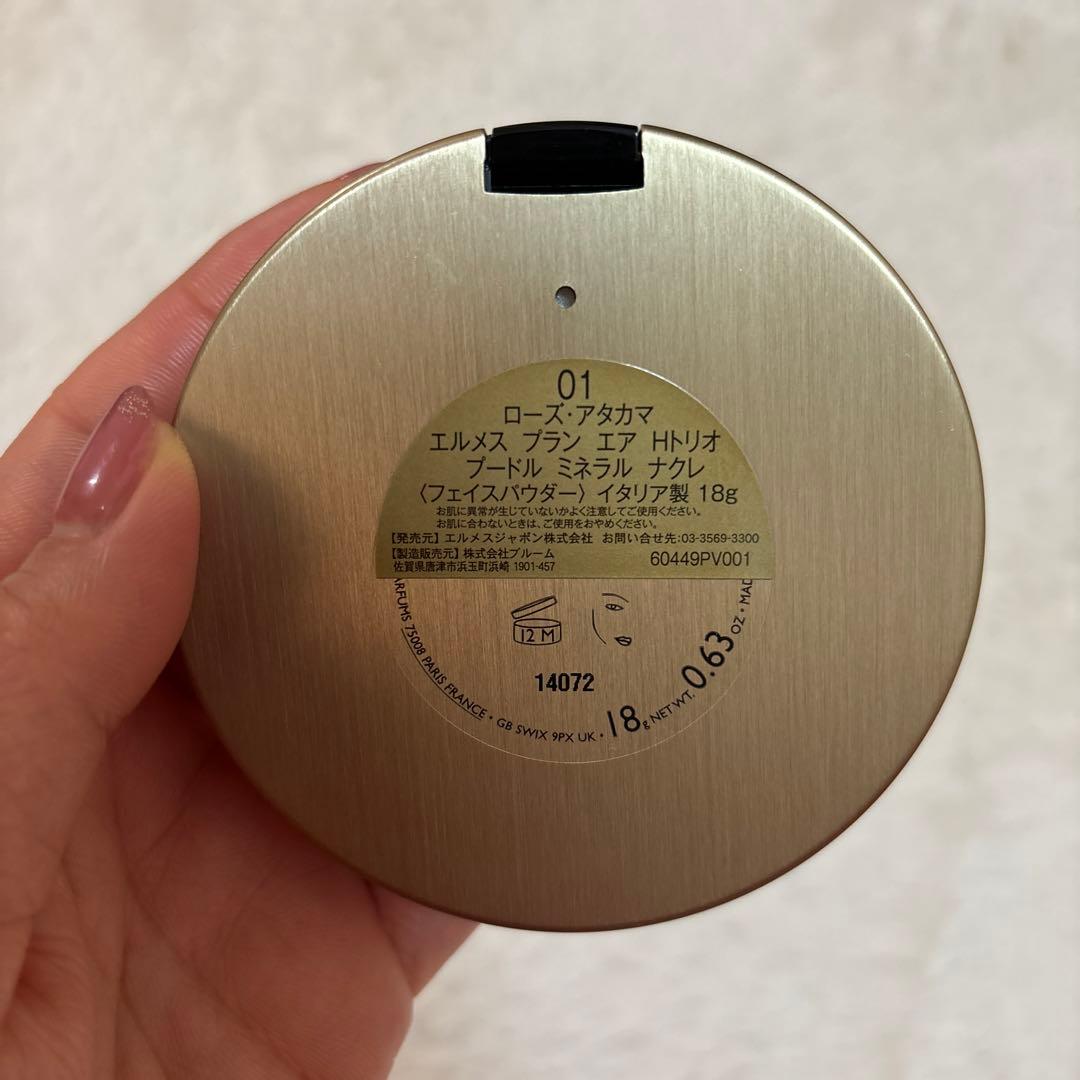 01
ローズ・アタカマ
エルメス プラン エア Hトリオ
プードル ミネラル ナクレ
〈フェイスパウダー〉イタリア製 18g
お肌に異常が生じていないかよく注意してご使用ください。
お肌に合わないときは、ご使用をおやめください。
【発売元】エルメスジャポン株式会社 お問い合せ先:03-3569-3300
【製造販売元】株式会社ブルーム
佐賀県唐津市浜玉町浜崎 1901-457
60449PV001
12 M
14072
ARFUMS 75008 PARIS FRANCE • GB SW1X 9PX UK • 18g NET WT. 0.63 OZ • MAD